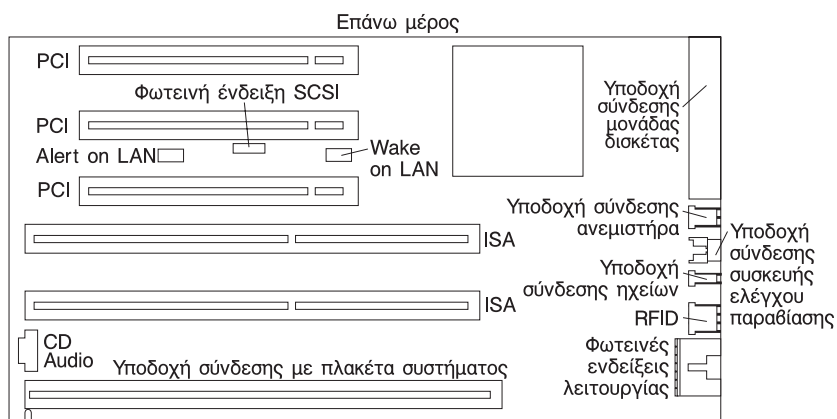 Επάνω μέρος
PCI
Φωτεινή ένδειξη SCSI
PCI
Alert on LAN
Wake
on LAN
PCI
Υποδοχή
σύνδεσης
μονάδας
δισκέτας
Υποδοχή σύνδεσης
ανεμιστήρα
ISA
Υποδοχή
σύνδεσης
συσκευής
ελέγχου
παραβίασης
Υποδοχή
σύνδεσης ηχείων
ISA
RFID
CD
Audio
Φωτεινές
ενδείξεις
λειτουργίας
Υποδοχή σύνδεσης με πλακέτα συστήματος